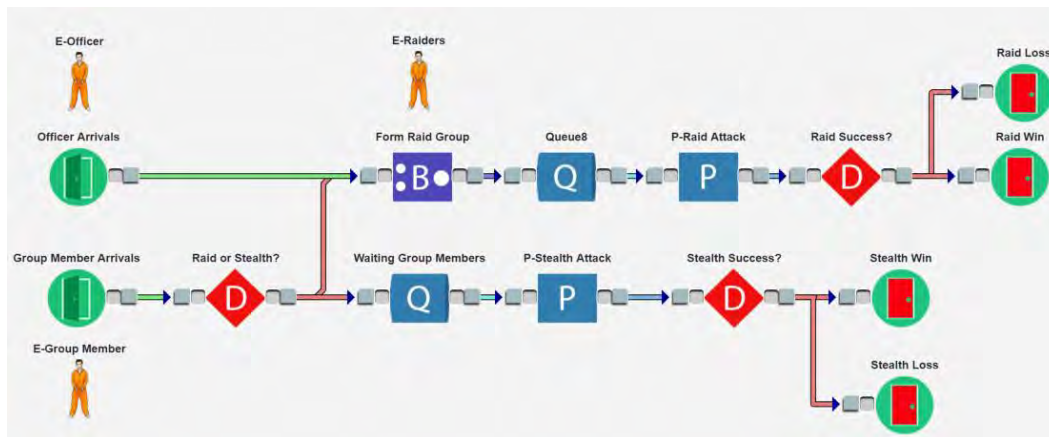 E-Officer
E-Raiders
Raid Loss
Officer Arrivals
Form Raid Group
Queue8
P-Raid Attack
Raid Success?
Raid Win
B
Q
P
D
Group Member Arrivals
Raid or Stealth?
Waiting Group Members
P-Stealth Attack
Stealth Success?
Stealth Win
D
Q
P
D
E-Group Member
Stealth Loss